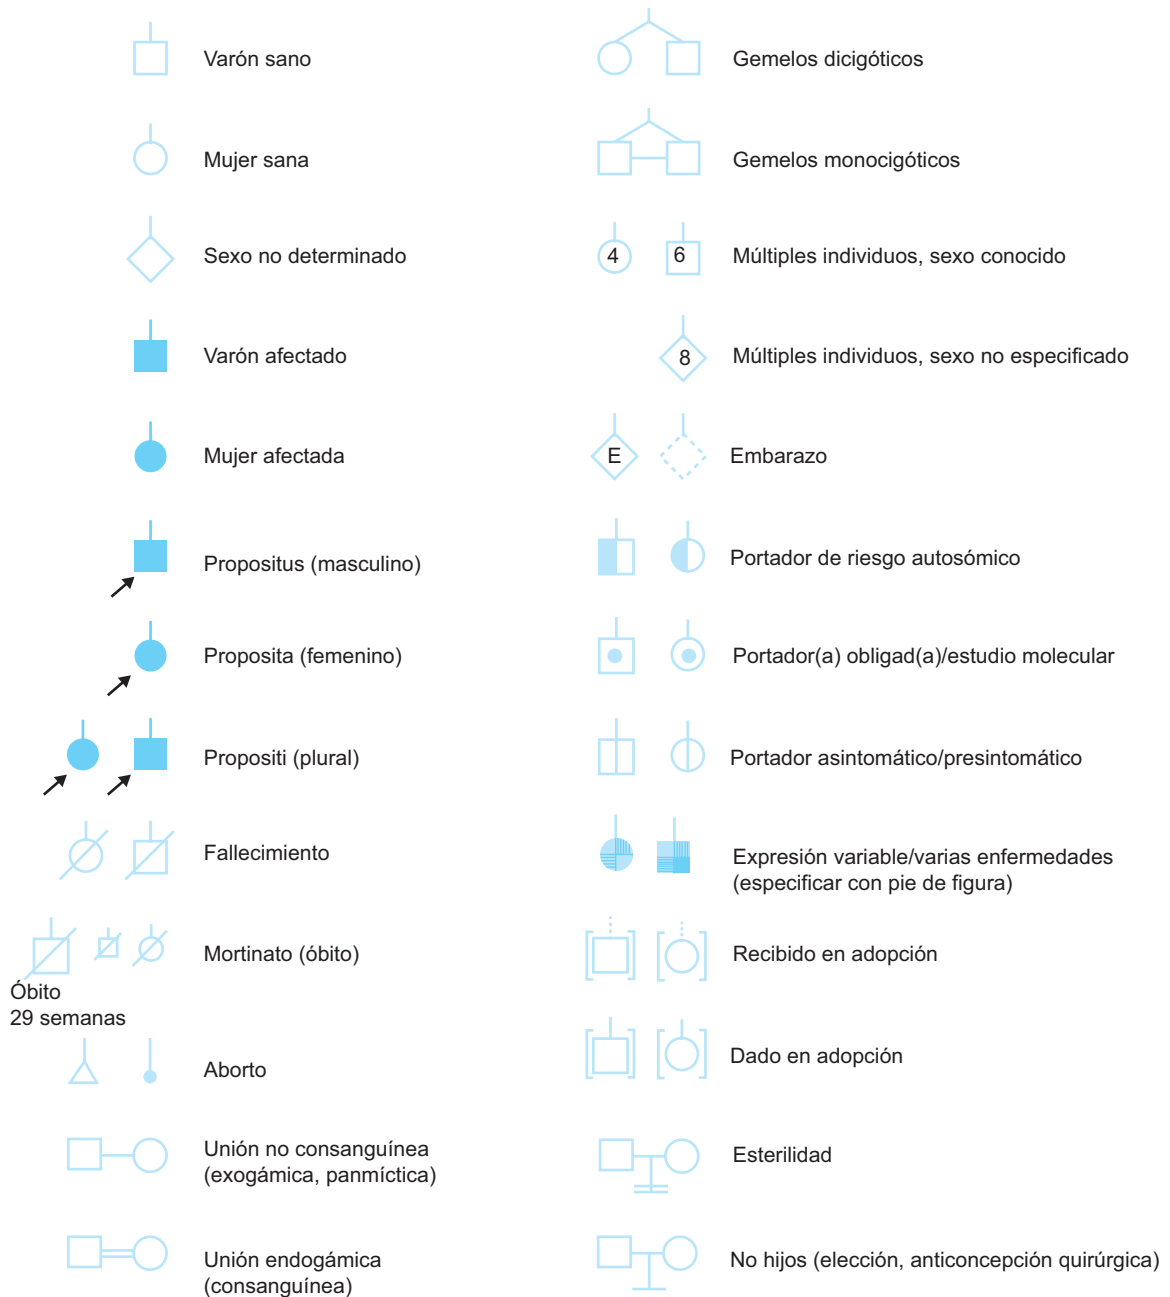 Varón sano
Mujer sana
Sexo no determinado
Varón afectado
Mujer afectada
Propositus (masculino)
Proposita (femenino)
Propositi (plural)
Fallecimiento
Mortinato (óbito)
Óbito
29 semanas
Aborto
Unión no consanguínea
(exogámica, panmíctica)
Unión endogámica
(consanguínea)
Gemelos dicigóticos
Gemelos monocigóticos
4 6 Múltiples individuos, sexo conocido
8 Múltiples individuos, sexo no especificado
E Embarazo
Portador de riesgo autosómico
Portador(a) obligad(a)/estudio molecular
Portador asintomático/presintomático
Expresión variable/varias enfermedades
(especificar con pie de figura)
Recibido en adopción
Dado en adopción
Esterilidad
No hijos (elección, anticoncepción quirúrgica)